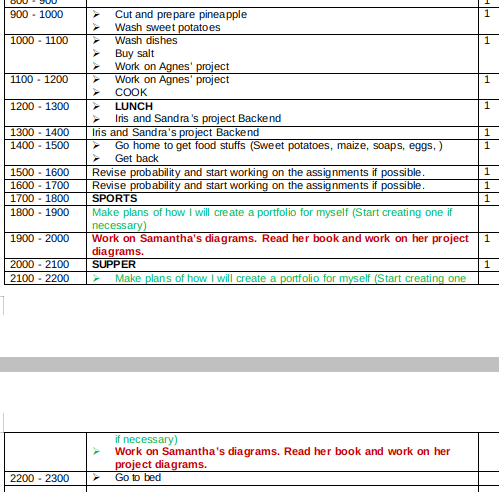 800 - 900 1
900 - 1000 ➢ Cut and prepare pineapple 1
➢ Wash sweet potatoes
1000 - 1100 ➢ Wash dishes 1
➢ Buy salt
➢ Work on Agnes' project
1100 - 1200 ➢ Work on Agnes' project 1
➢ COOK
1200 - 1300 ➢ LUNCH 1
➢ Iris and Sandra's project Backend
1300 - 1400 Iris and Sandra's project Backend 1
1400 - 1500 ➢ Go home to get food stuffs (Sweet potatoes, maize, soaps, eggs, ) 1
➢ Get back
1500 - 1600 Revise probability and start working on the assignments if possible. 1
1600 - 1700 Revise probability and start working on the assignments if possible. 1
1700 - 1800 SPORTS 1
1800 - 1900 Make plans of how I will create a portfolio for myself (Start creating one if
necessary)
1900 - 2000 Work on Samantha's diagrams. Read her book and work on her project 1
diagrams.
2000 - 2100 SUPPER 1
2100 - 2200 ➢ Make plans of how I will create a portfolio for myself (Start creating one
if necessary)
➢ Work on Samantha's diagrams. Read her book and work on her
project diagrams.
2200 - 2300 ➢ Go to bed